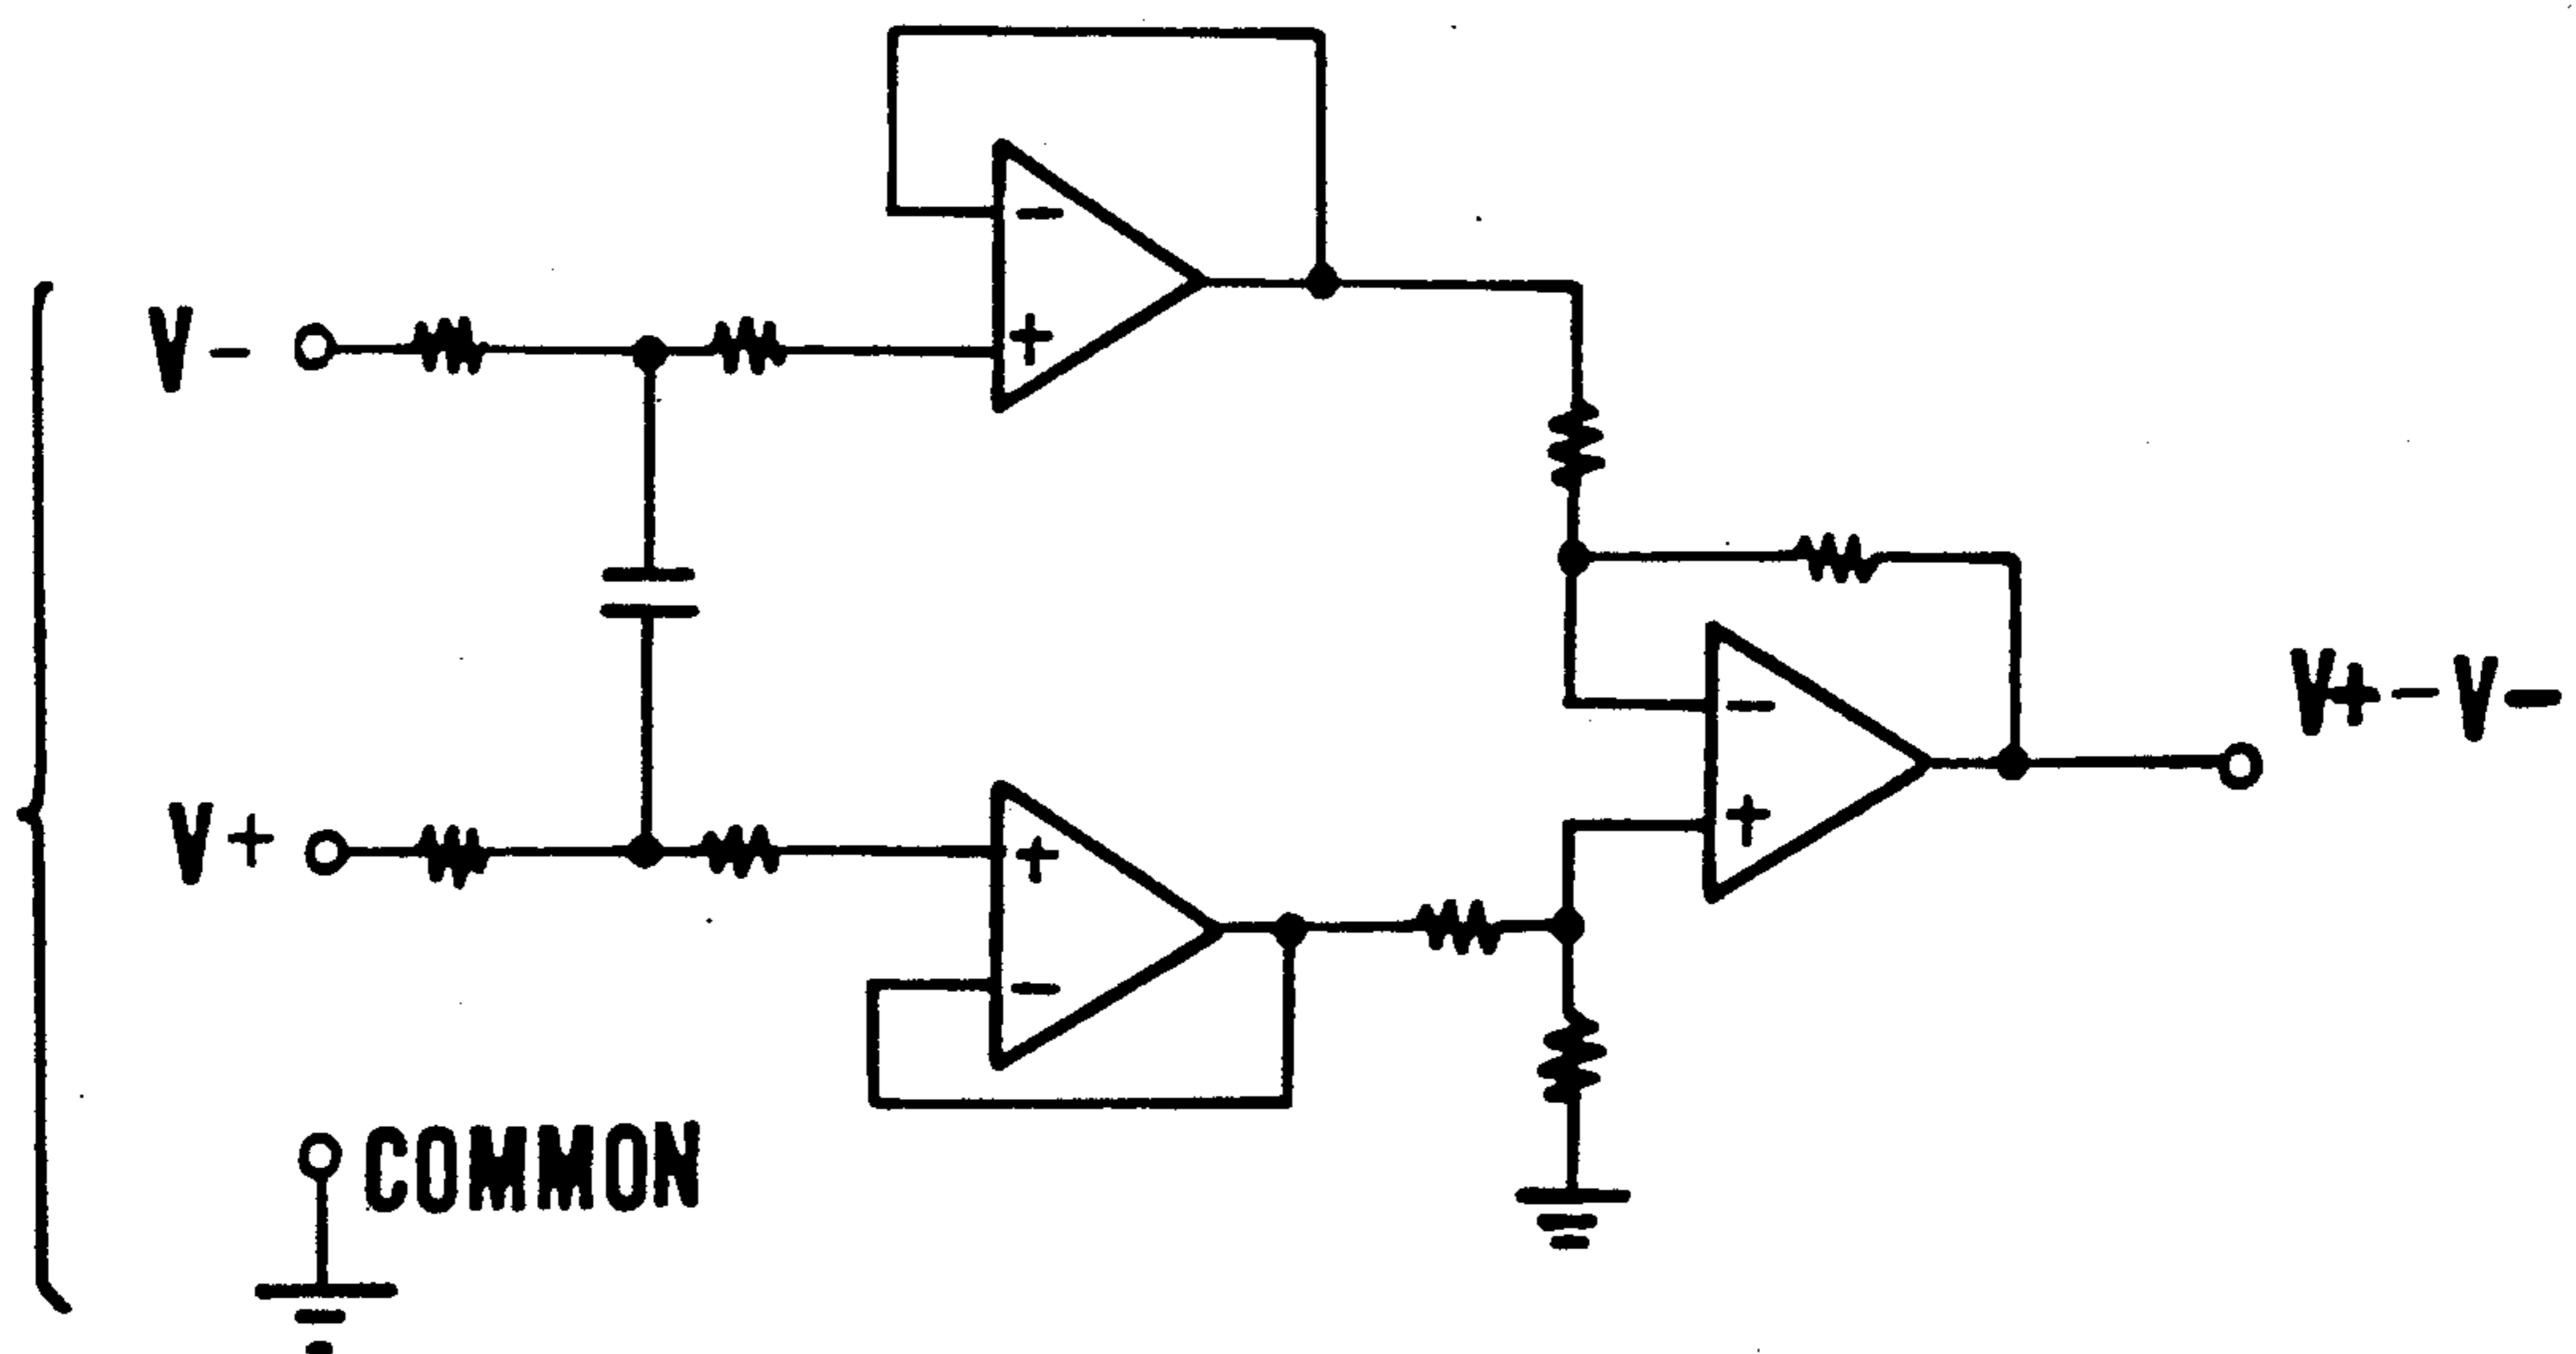 V-
-
+
-
+
V+-V-
V+
+
-
COMMON